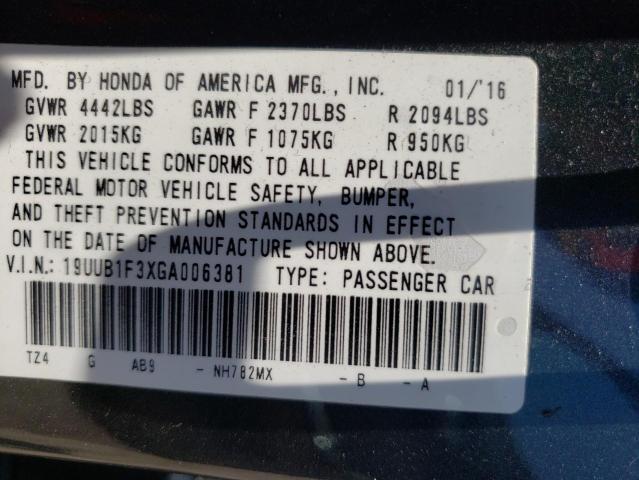 MFD. BY HONDA OF AMERICA MFG., INC. 01/'16
GVWR 4442LBS GAWR F 2370LBS R 2094LBS
GVWR 2015KG GAWR F 1075KG R 950KG
THIS VEHICLE CONFORMS TO ALL APPLICABLE
FEDERAL MOTOR VEHICLE SAFETY, BUMPER,
AND THEFT PREVENTION STANDARDS IN EFFECT
ON THE DATE OF MANUFACTURE SHOWN ABOVE.
V.I.N.: 19UUB1F3XGA006381 TYPE: PASSENGER CAR
TZ4 G AB9 - NH782MX - B - A